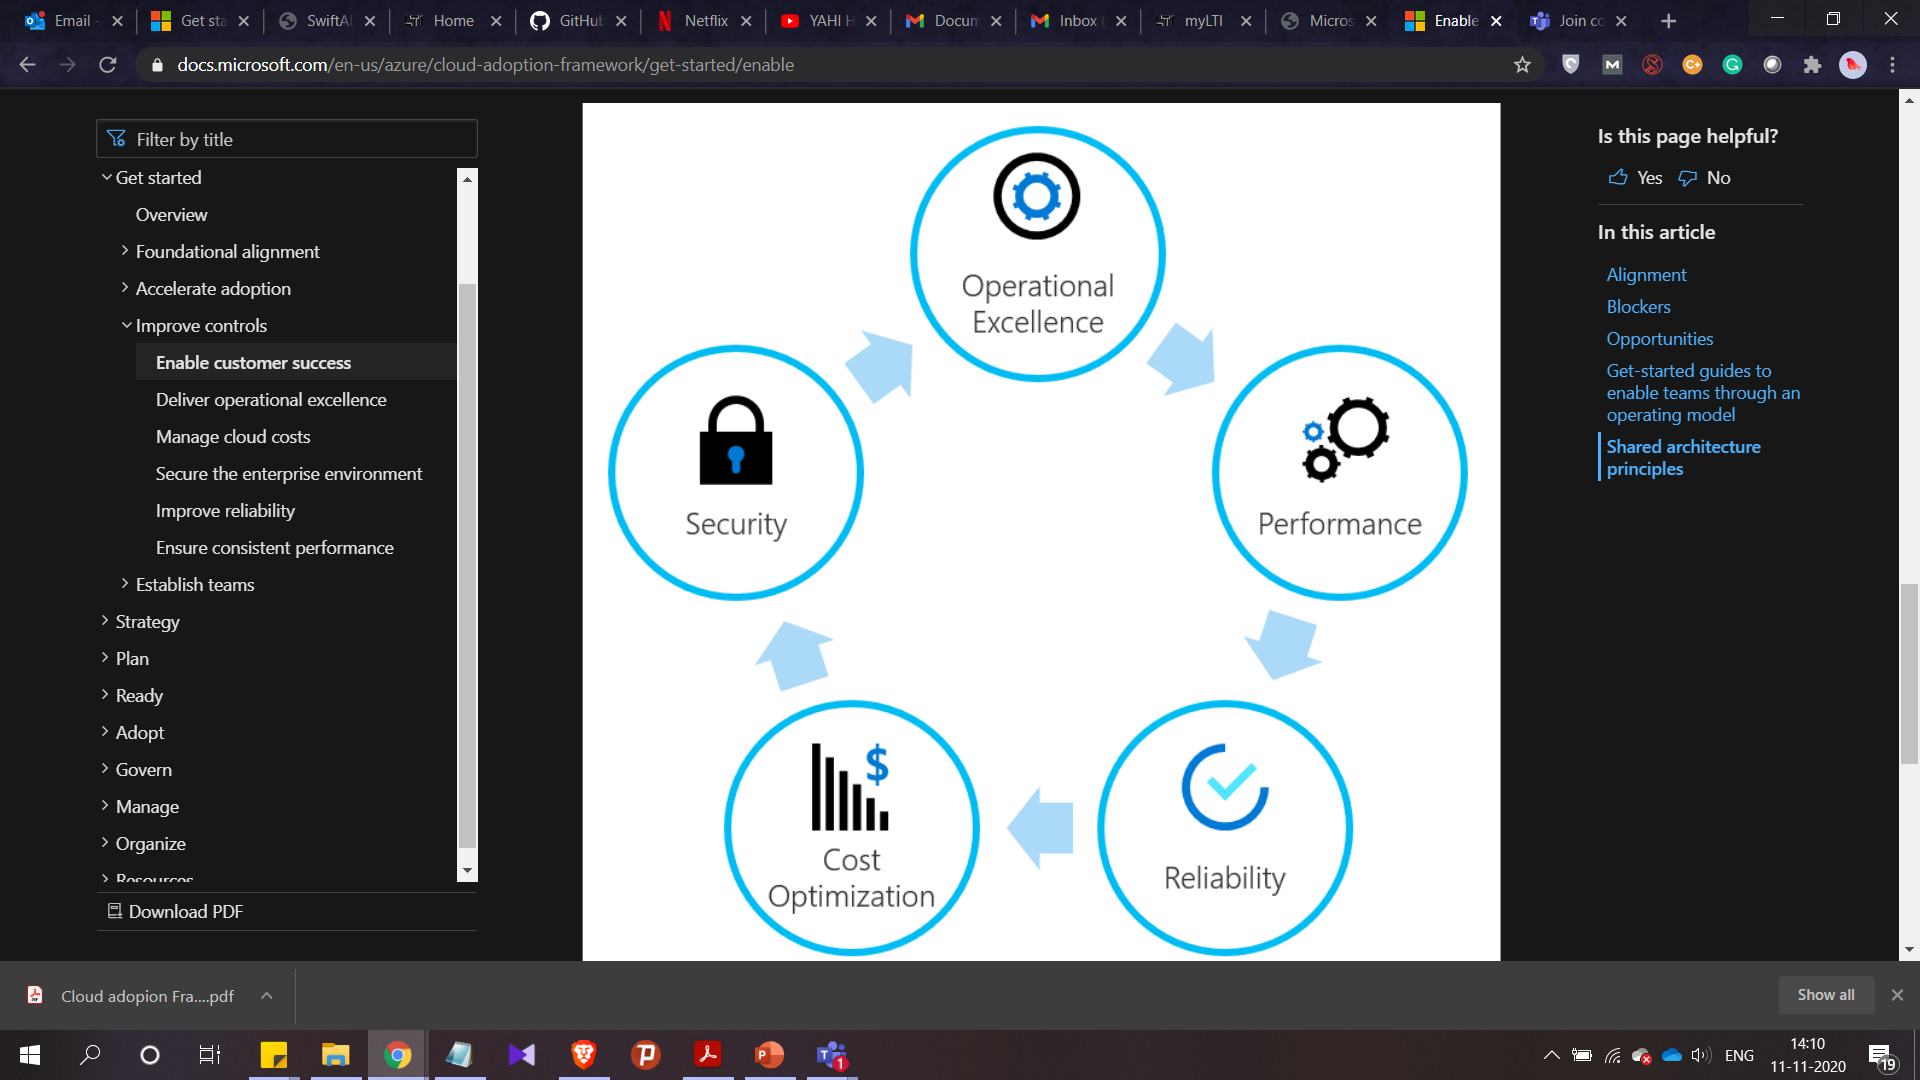 Email -
Get sta
SwiftAl
Home
GitHub
Netflix
YAHI H
Docum
Inbox (
myLTI
Micros
Enable
Join co
docs.microsoft.com/en-us/azure/cloud-adoption-framework/get-started/enable
Filter by title
Get started
Overview
Foundational alignment
Accelerate adoption
Improve controls
Enable customer success
Deliver operational excellence
Manage cloud costs
Secure the enterprise environment
Improve reliability
Ensure consistent performance
Establish teams
Strategy
Plan
Ready
Adopt
Govern
Manage
Organize
Resources
Download PDF
Operational
Excellence
Security
Performance
$
Cost
Optimization
Reliability
Is this page helpful?
Yes
No
In this article
Alignment
Blockers
Opportunities
Get-started guides to
enable teams through an
operating model
Shared architecture
principles
Cloud adopion Fra....pdf
Show all
1
ENG
14:10
11-11-2020
19